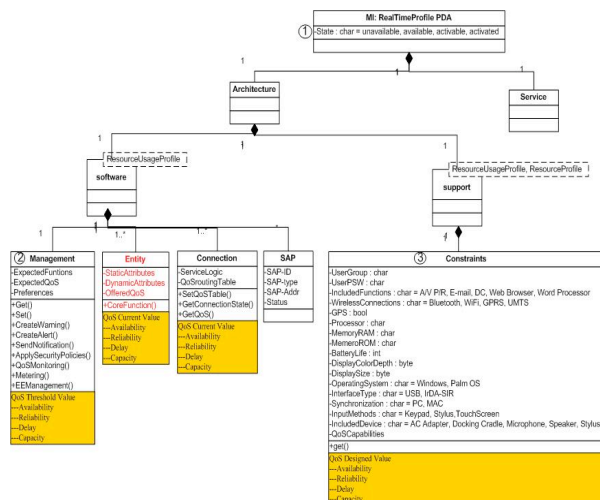 MI: RealTimeProfile PDA
1
-State : char = unavailable, available, activable, activated
1
1
1
1
Architecture
Service
1
1
1
1
ResourceUsageProfile
software
ResourceUsageProfile, ResourceProfile
support
1
1
1..*
1..*
*
1
2
Management
-ExpectedFuntions
-ExpectedQoS
-Preferences
+Get()
+Set()
+CreateWarning()
+CreateAlert()
+SendNotification()
+ApplySecurityPolicies()
+QoSMonitoring()
+Metering()
+EEManagement()
QoS Threshold Value
---Availability
---Reliability
---Delay
---Capacity
Entity
-StaticAttributes
-DynamicAttributes
-OfferedQoS
+CoreFunction()
QoS Current Value
---Availability
---Reliability
---Delay
---Capacity
Connection
-ServiceLogic
-QoSroutingTable
+SetQoSTable()
+GetConnectionState()
+GetQoS()
QoS Current Value
---Availability
---Reliability
---Delay
---Capacity
SAP
-SAP-ID
-SAP-type
-SAP-Addr
-Status
3
Constraints
-UserGroup : char
-UserPSW : char
-IncludedFunctions : char = A/V P/R, E-mail, DC, Web Browser, Word Processor
-WirelessConnections : char = Bluetooth, WiFi, GPRS, UMTS
-GPS : bool
-Processor : char
-MemoryRAM : char
-MemeroROM : char
-BatteryLife : int
-DisplayColorDepth : byte
-DisplaySize : byte
-OperatingSystem : char = Windows, Palm OS
-InterfaceType : char = USB, IrDA-SIR
-Synchronization : char = PC, MAC
-InputMethods : char = Keypad, Stylus,TouchScreen
-IncludedDevice : char = AC Adapter, Docking Cradle, Microphone, Speaker, Stylus
-QoSCapabilities
+get()
QoS Designed Value
---Availability
---Reliability
---Delay
---Capacity